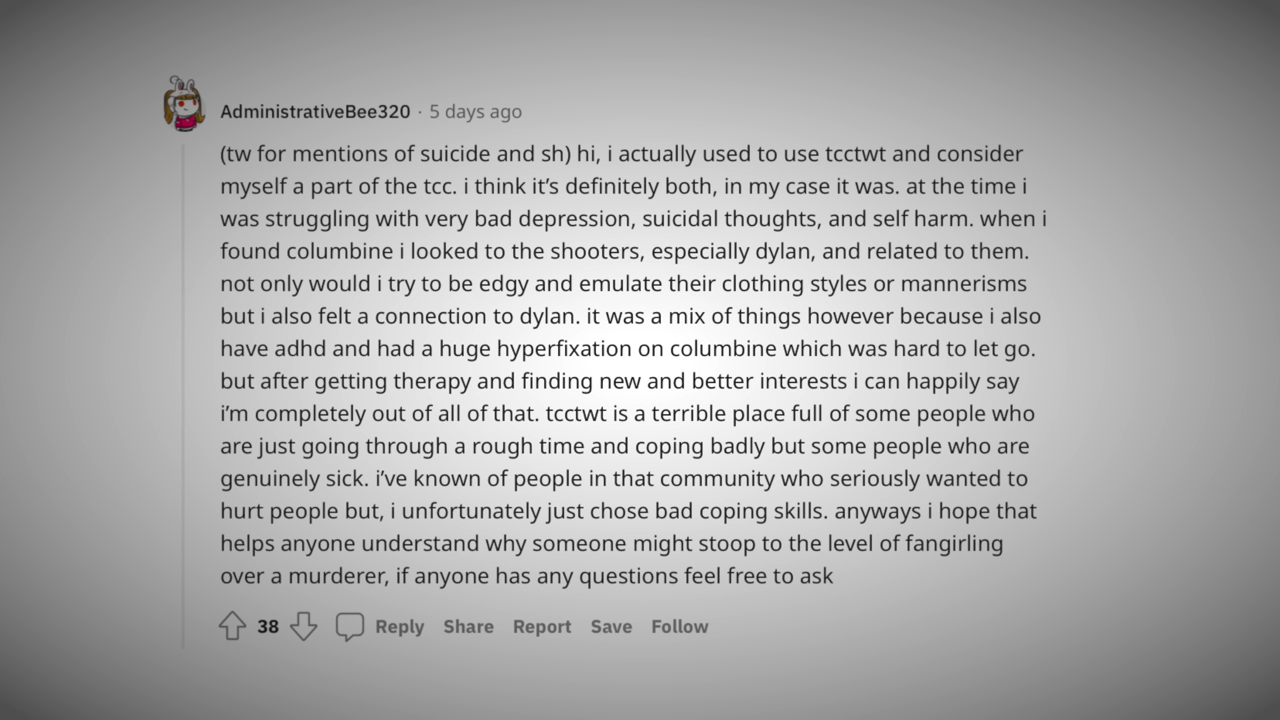 AdministrativeBee320 · 5 days ago
(tw for mentions of suicide and sh) hi, i actually used to use tcctwt and consider
myself a part of the tcc. i think it’s definitely both, in my case it was. at the time i
was struggling with very bad depression, suicidal thoughts, and self harm. when i
found columbine i looked to the shooters, especially dylan, and related to them.
not only would i try to be edgy and emulate their clothing styles or mannerisms
but i also felt a connection to dylan. it was a mix of things however because i also
have adhd and had a huge hyperfixation on columbine which was hard to let go.
but after getting therapy and finding new and better interests i can happily say
i’m completely out of all of that. tcctwt is a terrible place full of some people who
are just going through a rough time and coping badly but some people who are
genuinely sick. i’ve known of people in that community who seriously wanted to
hurt people but, i unfortunately just chose bad coping skills. anyways i hope that
helps anyone understand why someone might stoop to the level of fangirling
over a murderer, if anyone has any questions feel free to ask
38 Reply Share Report Save Follow